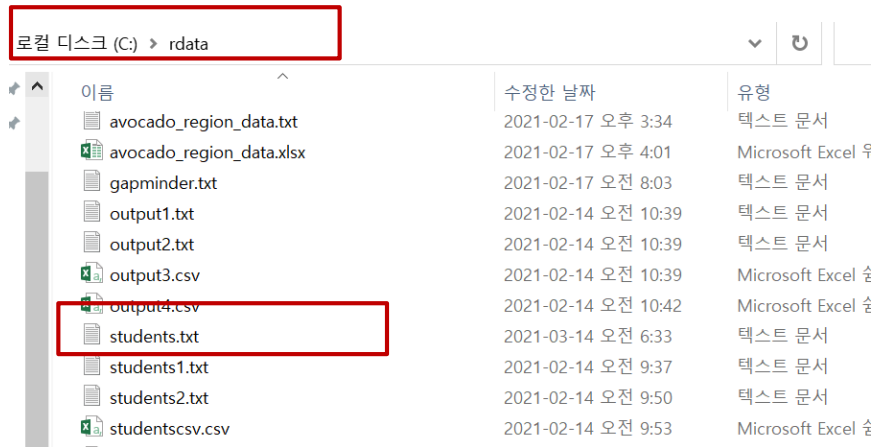 로컬 디스크 (C:) > rdata
이름 수정한 날짜 유형
avocado_region_data.txt 2021-02-17 오후 3:34 텍스트 문서
avocado_region_data.xlsx 2021-02-17 오후 4:01 Microsoft Excel
gapminder.txt 2021-02-17 오전 8:03 텍스트 문서
output1.txt 2021-02-14 오전 10:39 텍스트 문서
output2.txt 2021-02-14 오전 10:39 텍스트 문서
output3.csv 2021-02-14 오전 10:39 Microsoft Excel
output4.csv 2021-02-14 오전 10:42 Microsoft Excel
students.txt 2021-03-14 오전 6:33 텍스트 문서
students1.txt 2021-02-14 오전 9:37 텍스트 문서
students2.txt 2021-02-14 오전 9:50 텍스트 문서
studentscsv.csv 2021-02-14 오전 9:53 Microsoft Excel